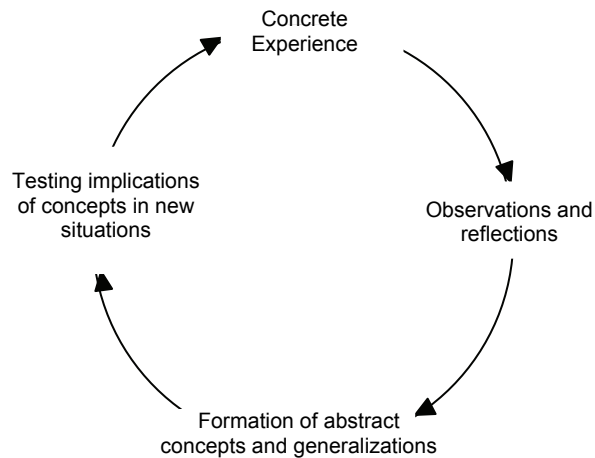 Concrete
Experience
Testing implications
of concepts in new
situations
Observations and
reflections
Formation of abstract
concepts and generalizations